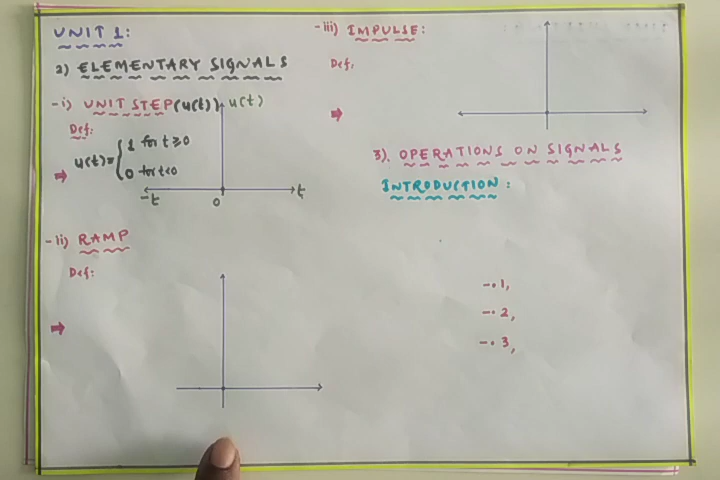 UNIT 1:
2) ELEMENTARY SIGNALS
-i) UNIT STEP(u(t)) u(t)
Def:
u(t)= { 1 for t≥0
0 for t<0
-t 0 t
-ii) RAMP
Def:
-iii) IMPULSE:
Def:
3). OPERATIONS ON SIGNALS
INTRODUCTION:
-. 1,
-. 2,
-. 3,